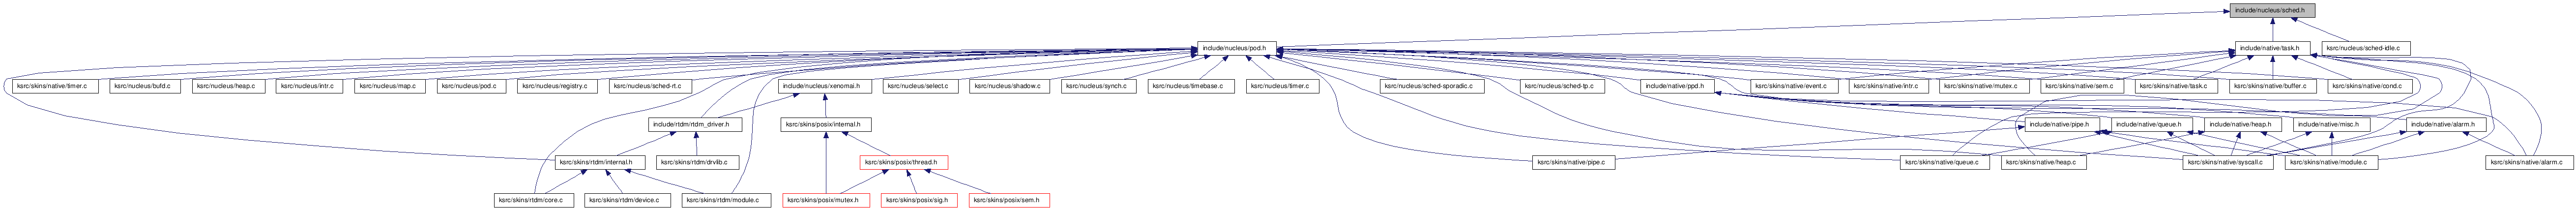 include/nucleus/sched.h
include/nucleus/pod.h
include/native/task.h
ksrc/nucleus/sched-idle.c
ksrc/skins/native/timer.c
ksrc/nucleus/bufd.c
ksrc/nucleus/heap.c
ksrc/nucleus/intr.c
ksrc/nucleus/map.c
ksrc/nucleus/pod.c
ksrc/nucleus/registry.c
ksrc/nucleus/sched-rt.c
include/nucleus/xenomai.h
ksrc/nucleus/select.c
ksrc/nucleus/shadow.c
ksrc/nucleus/synch.c
ksrc/nucleus/timebase.c
ksrc/nucleus/timer.c
ksrc/nucleus/sched-sporadic.c
ksrc/nucleus/sched-tp.c
include/native/ppd.h
ksrc/skins/native/event.c
ksrc/skins/native/intr.c
ksrc/skins/native/mutex.c
ksrc/skins/native/sem.c
ksrc/skins/native/task.c
ksrc/skins/native/buffer.c
ksrc/skins/native/cond.c
include/rtdm/rtdm_driver.h
ksrc/skins/posix/internal.h
include/native/pipe.h
include/native/queue.h
include/native/heap.h
include/native/misc.h
include/native/alarm.h
ksrc/skins/rtdm/internal.h
ksrc/skins/rtdm/drvlib.c
ksrc/skins/posix/thread.h
ksrc/skins/native/pipe.c
ksrc/skins/native/queue.c
ksrc/skins/native/heap.c
ksrc/skins/native/syscall.c
ksrc/skins/native/module.c
ksrc/skins/native/alarm.c
ksrc/skins/rtdm/core.c
ksrc/skins/rtdm/device.c
ksrc/skins/rtdm/module.c
ksrc/skins/posix/mutex.h
ksrc/skins/posix/sig.h
ksrc/skins/posix/sem.h